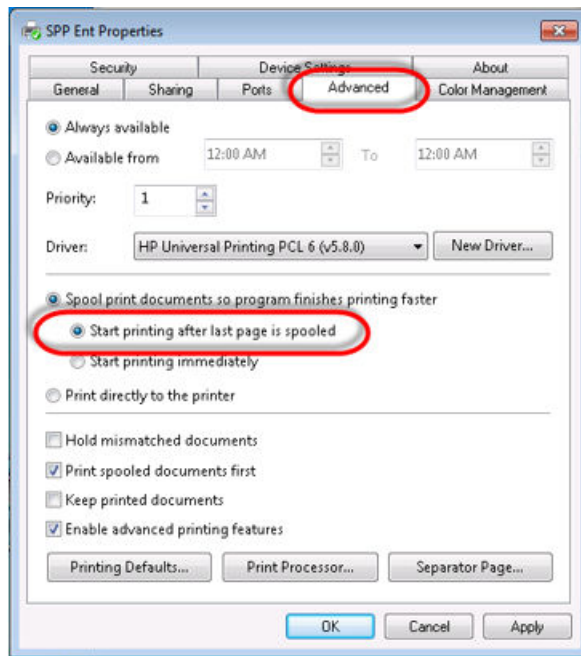 SPP Ent Properties
Security Device Settings About
General Sharing Ports Advanced Color Management
Always available
Available from 12:00 AM To 12:00 AM
Priority: 1
Driver: HP Universal Printing PCL 6 (v5.8.0) New Driver...
Spool print documents so program finishes printing faster
Start printing after last page is spooled
Start printing immediately
Print directly to the printer
Hold mismatched documents
Print spooled documents first
Keep printed documents
Enable advanced printing features
Printing Defaults... Print Processor... Separator Page...
OK Cancel Apply